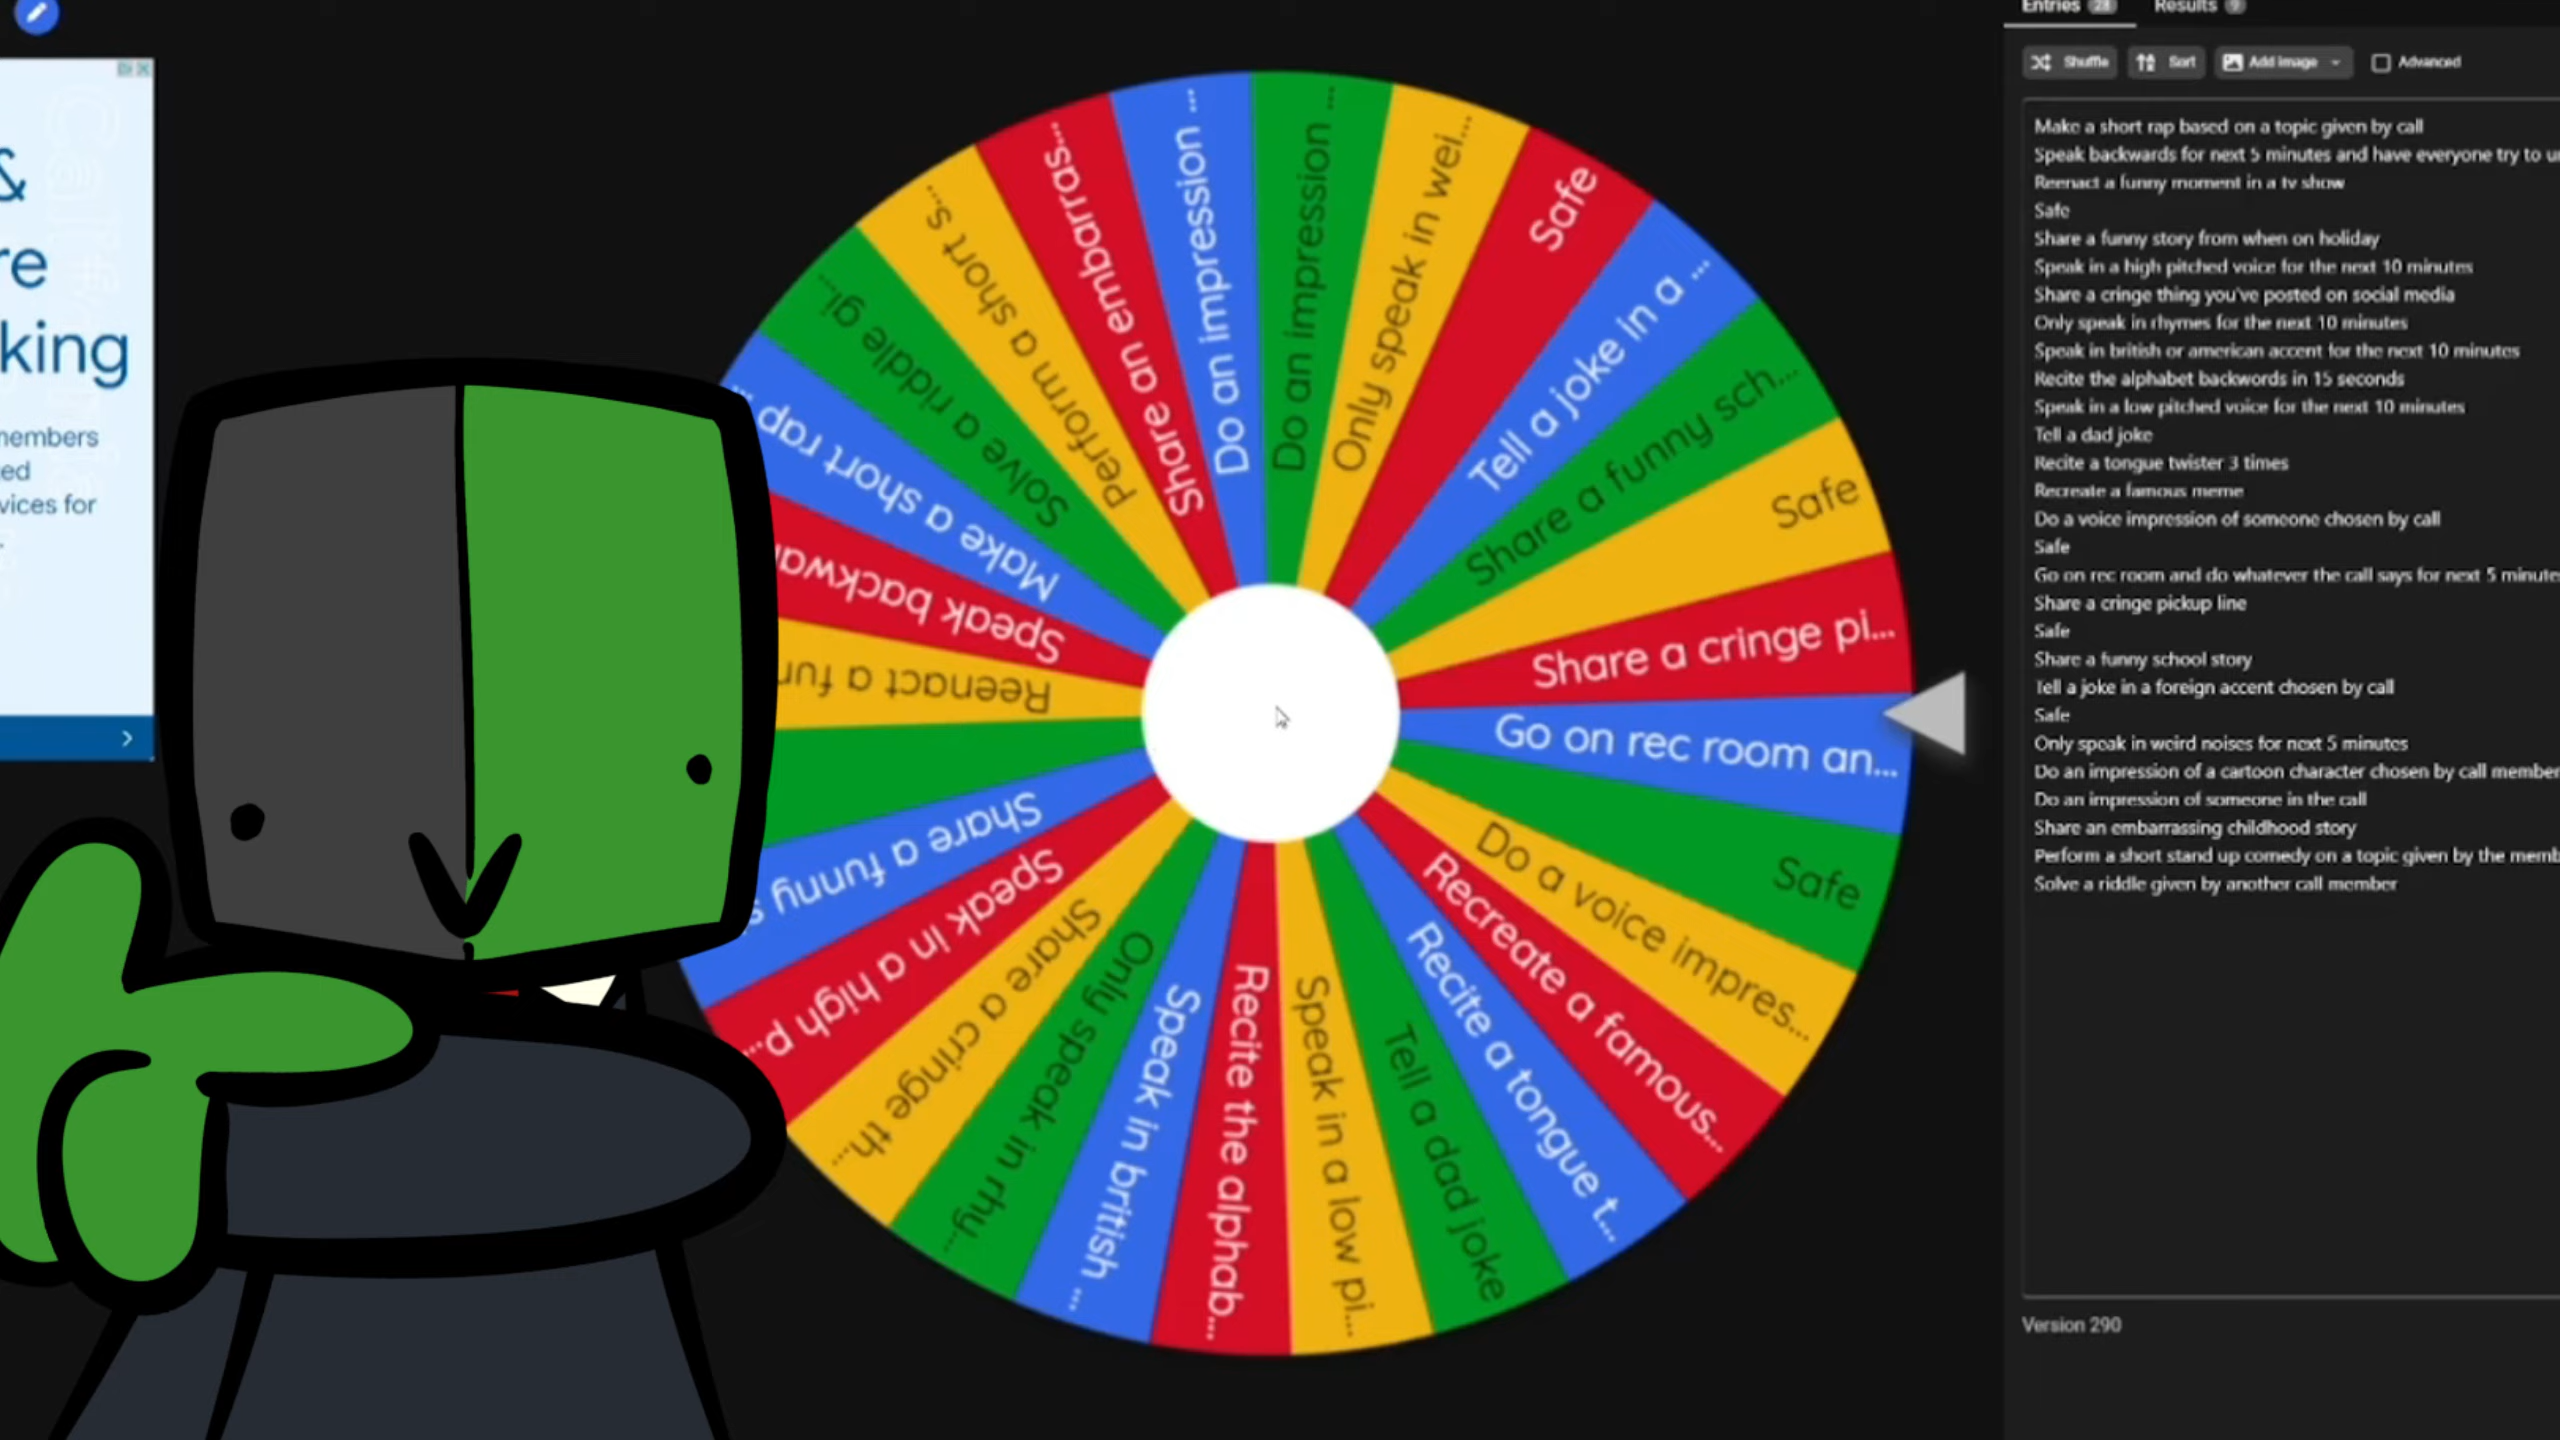 &
re
king
members
ed
vices for
Do an impression ...
Do an impression ...
Only speak in wei...
Safe
Tell a joke in a ...
Share a funny sch...
Safe
Share a cringe pi...
Go on rec room an...
Safe
Do a voice impres...
Recreate a famous...
Recite a tongue t...
Tell a dad joke
Speak in a low pi...
Recite the alphab...
Speak in british ...
Only speak in rhy...
Share a cringe th...
Speak in a high p...
Share a funny s
Reenact a fun
Speak backwar
Make a short rap ...
Solve a riddle gi...
Perform a short s...
Share an embarras...
Entries 28
Results 9
Shuffle
Sort
Add image
Advanced
Make a short rap based on a topic given by call
Speak backwards for next 5 minutes and have everyone try to un
Reenact a funny moment in a tv show
Safe
Share a funny story from when on holiday
Speak in a high pitched voice for the next 10 minutes
Share a cringe thing you've posted on social media
Only speak in rhymes for the next 10 minutes
Speak in british or american accent for the next 10 minutes
Recite the alphabet backwords in 15 seconds
Speak in a low pitched voice for the next 10 minutes
Tell a dad joke
Recite a tongue twister 3 times
Recreate a famous meme
Do a voice impression of someone chosen by call
Safe
Go on rec room and do whatever the call says for next 5 minute
Share a cringe pickup line
Safe
Share a funny school story
Tell a joke in a foreign accent chosen by call
Safe
Only speak in weird noises for next 5 minutes
Do an impression of a cartoon character chosen by call member
Do an impression of someone in the call
Share an embarrassing childhood story
Perform a short stand up comedy on a topic given by the memb
Solve a riddle given by another call member
Version 290